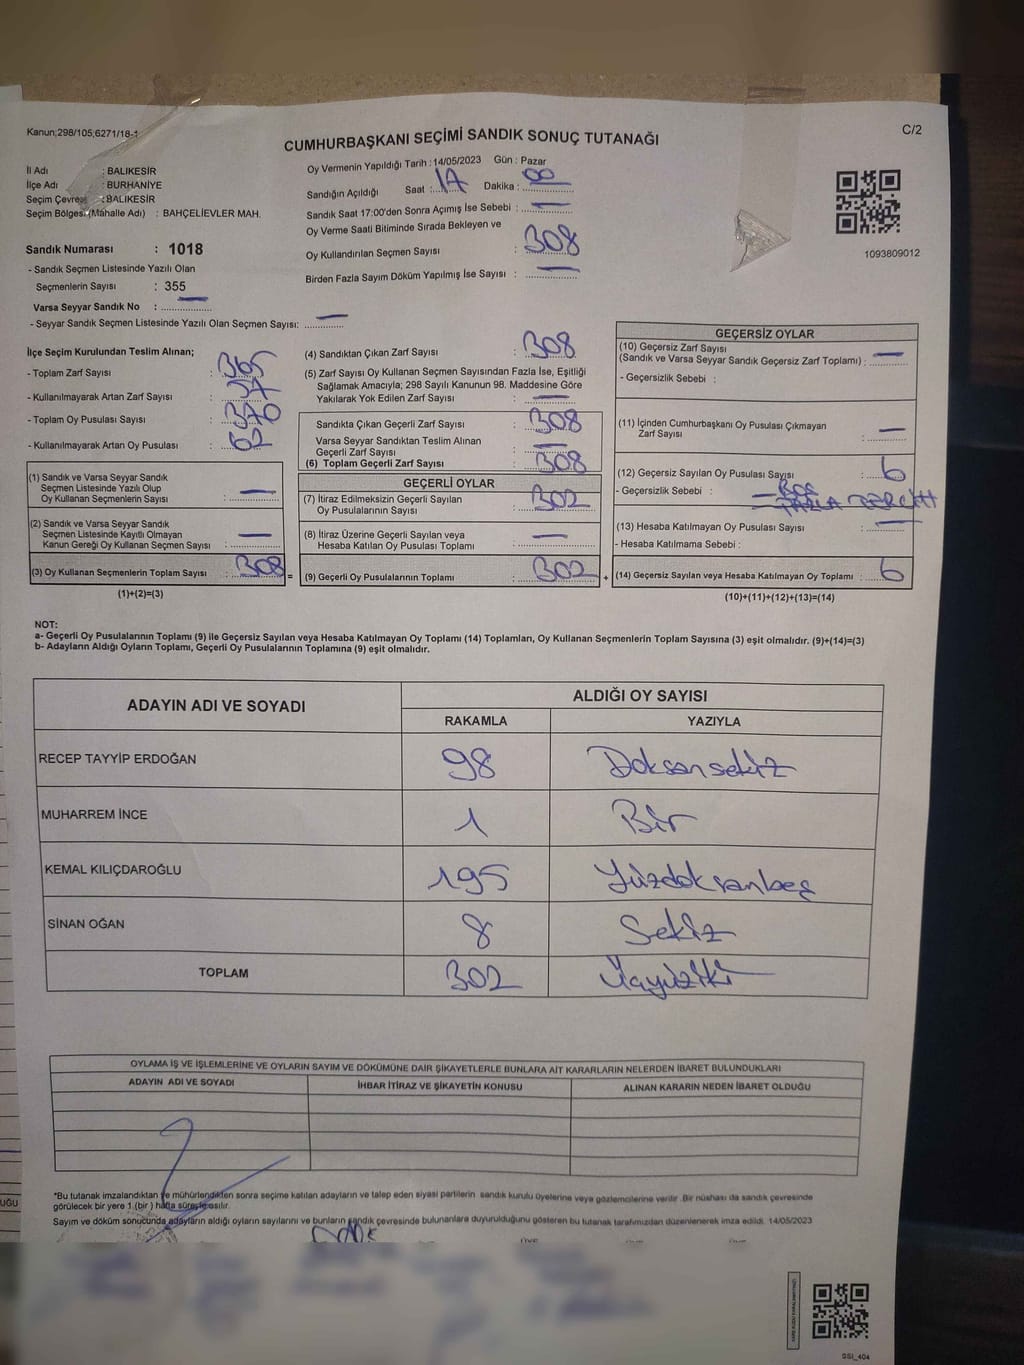 Kanun;298/105;6271/18-1
C/2
CUMHURBAŞKANI SEÇİMİ SANDIK SONUÇ TUTANAĞI
İl Adı : BALIKESİR
İlçe Adı : BURHANİYE
Seçim Çevresi : BALIKESİR
Seçim Bölgesi (Mahalle Adı) : BAHÇELİEVLER MAH.
Sandık Numarası : 1018
- Sandık Seçmen Listesinde Yazılı Olan
Seçmenlerin Sayısı : 355
Varsa Seyyar Sandık No : —
- Seyyar Sandık Seçmen Listesinde Yazılı Olan Seçmen Sayısı: —
Oy Vermenin Yapıldığı Tarih : 14/05/2023 Gün : Pazar
Sandığın Açıldığı Saat : 17 Dakika : 00
Sandık Saat 17:00'den Sonra Açımış İse Sebebi : —
Oy Verme Saati Bitiminde Sırada Bekleyen ve
Oy Kullandırılan Seçmen Sayısı : 308
Birden Fazla Sayım Döküm Yapılmış İse Sayısı : —
1093809012
İlçe Seçim Kurulundan Teslim Alınan;
- Toplam Zarf Sayısı : 365
- Kullanılmayarak Artan Zarf Sayısı : 57
- Toplam Oy Pusulası Sayısı : 370
- Kullanılmayarak Artan Oy Pusulası : 62
(1) Sandık ve Varsa Seyyar Sandık
Seçmen Listesinde Yazılı Olup
Oy Kullanan Seçmenlerin Sayısı : —
(2) Sandık ve Varsa Seyyar Sandık
Seçmen Listesinde Kayıtlı Olmayan
Kanun Gereği Oy Kullanan Seçmen Sayısı : —
(3) Oy Kullanan Seçmenlerin Toplam Sayısı : 308 =
(1)+(2)=(3)
(4) Sandıktan Çıkan Zarf Sayısı : 308
(5) Zarf Sayısı Oy Kullanan Seçmen Sayısından Fazla İse, Eşitliği
Sağlamak Amacıyla; 298 Sayılı Kanunun 98. Maddesine Göre
Yakılarak Yok Edilen Zarf Sayısı : —
Sandıkta Çıkan Geçerli Zarf Sayısı : 308
Varsa Seyyar Sandıktan Teslim Alınan
Geçerli Zarf Sayısı : —
(6) Toplam Geçerli Zarf Sayısı : 308
GEÇERLİ OYLAR
(7) İtiraz Edilmeksizin Geçerli Sayılan
Oy Pusulalarının Sayısı : 302
(8) İtiraz Üzerine Geçerli Sayılan veya
Hesaba Katılan Oy Pusulası Toplamı : —
(9) Geçerli Oy Pusulalarının Toplamı : 302 +
GEÇERSİZ OYLAR
(10) Geçersiz Zarf Sayısı
(Sandık ve Varsa Seyyar Sandık Geçersiz Zarf Toplamı) : —
- Geçersizlik Sebebi :
(11) İçinden Cumhurbaşkanı Oy Pusulası Çıkmayan
Zarf Sayısı : —
(12) Geçersiz Sayılan Oy Pusulası Sayısı : 6
- Geçersizlik Sebebi : - BOŞ
- FAZLA TERCİH
(13) Hesaba Katılmayan Oy Pusulası Sayısı : —
- Hesaba Katılmama Sebebi :
(14) Geçersiz Sayılan veya Hesaba Katılmayan Oy Toplamı : 6
(10)+(11)+(12)+(13)=(14)
NOT:
a- Geçerli Oy Pusulalarının Toplamı (9) ile Geçersiz Sayılan veya Hesaba Katılmayan Oy Toplamı (14) Toplamları, Oy Kullanan Seçmenlerin Toplam Sayısına (3) eşit olmalıdır. (9)+(14)=(3)
b- Adayların Aldığı Oyların Toplamı, Geçerli Oy Pusulalarının Toplamına (9) eşit olmalıdır.
ADAYIN ADI VE SOYADI
ALDIĞI OY SAYISI
RAKAMLA YAZIYLA
RECEP TAYYİP ERDOĞAN 98 Doksansekiz
MUHARREM İNCE 1 Bir
KEMAL KILIÇDAROĞLU 195 Yüzdoksanbeş
SİNAN OĞAN 8 Sekiz
TOPLAM 302 Üçyüziki
OYLAMA İŞ VE İŞLEMLERİNE VE OYLARIN SAYIM VE DÖKÜMÜNE DAİR ŞİKAYETLERLE BUNLARA AİT KARARLARIN NELERDEN İBARET BULUNDUKLARI
ADAYIN ADI VE SOYADI İHBAR İTİRAZ VE ŞİKAYETİN KONUSU ALINAN KARARIN NEDEN İBARET OLDUĞU
*Bu tutanak imzalandıktan ve mühürlendikten sonra seçime katılan adayların ve talep eden siyasi partilerin sandık kurulu üyelerine veya gözlemcilerine verilir. Bir nüshası da sandık çevresinde
görülecek bir yere 1 (bir) hafta süreyle asılır.
Sayım ve döküm sonucunda adayların aldığı oyların sayılarını ve bunların sandık çevresinde bulunanlara duyurulduğunu gösteren bu tutanak tarafımızdan düzenlenerek imza edildi. 14/05/2023
GSI_404